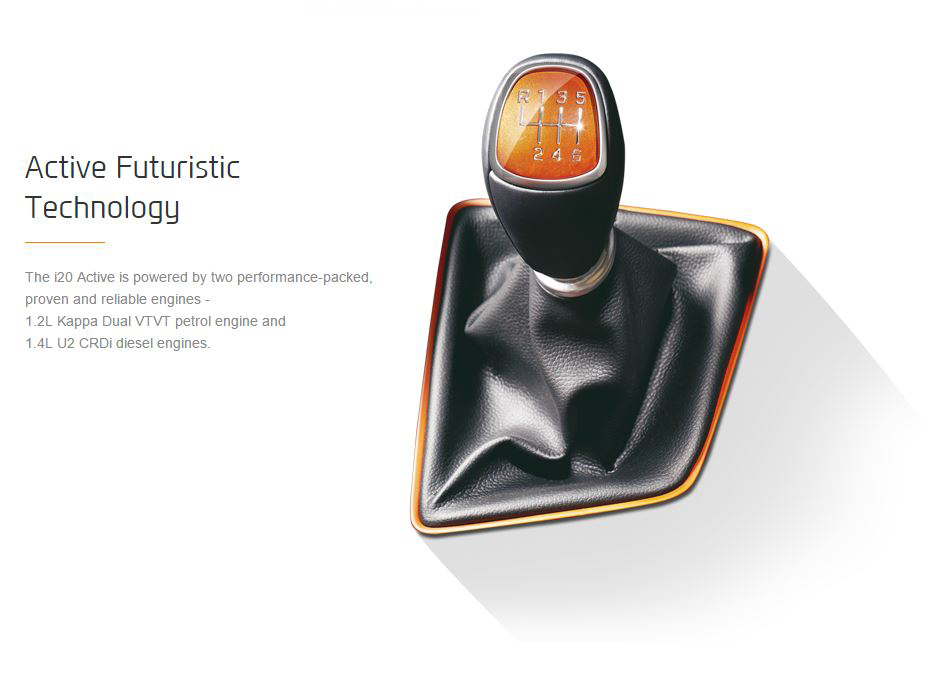 Active Futuristic
Technology
The i20 Active is powered by two performance-packed,
proven and reliable engines -
1.2L Kappa Dual VTVT petrol engine and
1.4L U2 CRDi diesel engines.
R 1 3 5
2 4 6